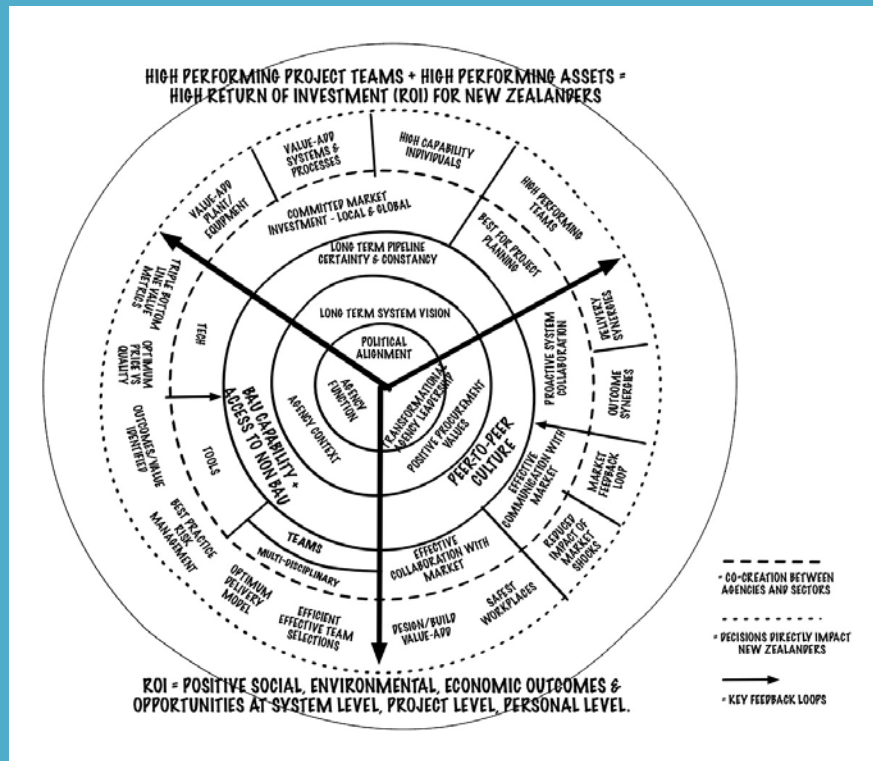 HIGH PERFORMING PROJECT TEAMS + HIGH PERFORMING ASSETS =
HIGH RETURN OF INVESTMENT (ROI) FOR NEW ZEALANDERS
VALUE-ADD
PLANT/
EQUIPMENT
VALUE-ADD
SYSTEMS &
PROCESSES
HIGH CAPABILITY
INDIVIDUALS
HIGH PERFORMING
TEAMS
COMMITTED MARKET
INVESTMENT - LOCAL & GLOBAL
BEST FOR PROJECT
PLANNING
LONG TERM PIPELINE
CERTAINTY & CONSTANCY
LONG TERM SYSTEM VISION
POLITICAL
ALIGNMENT
AGENCY
FUNCTION
TRANSFORMATIONAL
AGENCY LEADERSHIP
AGENCY CONTEXT
POSITIVE PROCUREMENT
VALUES
BAU CAPABILITY +
ACCESS TO NON BAU
PEER-TO-PEER
CULTURE
TRIPLE BOTTOM
LINE VALUE
METRICS
TECH
OPTIMUM
PRICE VS
QUALITY
OUTCOMES/VALUE
IDENTIFIED
TOOLS
BEST PRACTICE
RISK
MANAGEMENT
DELIVERY
SYNERGIES
PROACTIVE SYSTEM
COLLABORATION
OUTCOME
SYNERGIES
MARKET
FEEDBACK
LOOP
EFFECTIVE
COMMUNICATION WITH
MARKET
REDUCED
IMPACT OF
MARKET
SHOCKS
TEAMS
MULTI-DISCIPLINARY
EFFECTIVE
COLLABORATION WITH
MARKET
OPTIMUM
DELIVERY
MODEL
EFFICIENT
EFFECTIVE TEAM
SELECTIONS
DESIGN/BUILD
VALUE-ADD
SAFEST
WORKPLACES
ROI = POSITIVE SOCIAL, ENVIRONMENTAL, ECONOMIC OUTCOMES &
OPPORTUNITIES AT SYSTEM LEVEL, PROJECT LEVEL, PERSONAL LEVEL.
= CO-CREATION BETWEEN
AGENCIES AND SECTORS
= DECISIONS DIRECTLY IMPACT
NEW ZEALANDERS
= KEY FEEDBACK LOOPS